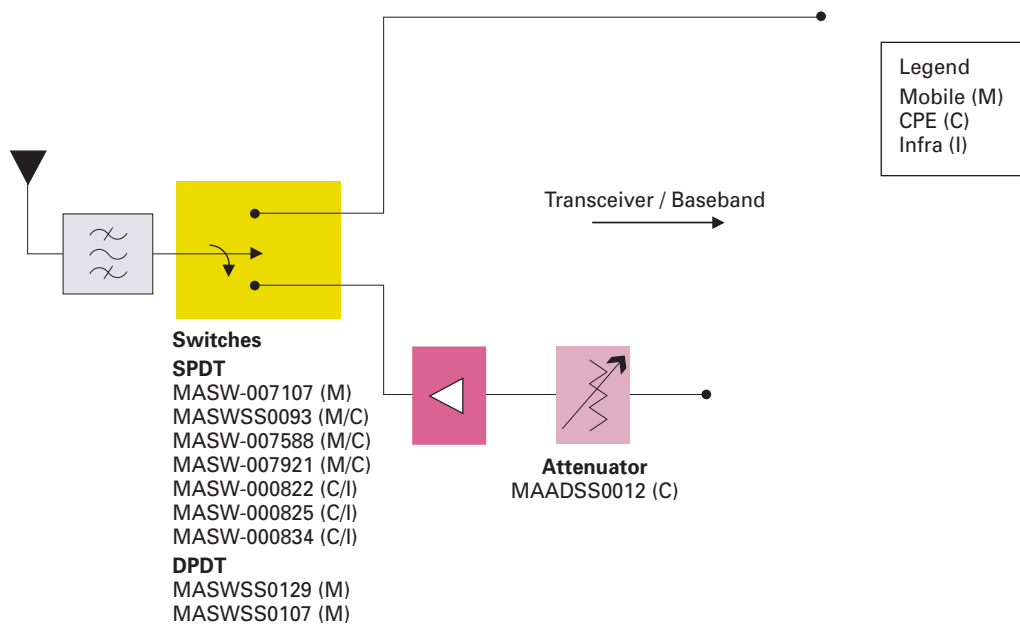 Legend
Mobile (M)
CPE (C)
Infra (I)
Transceiver / Baseband
Switches
SPDT
MASW-007107 (M)
MASWSS0093 (M/C)
MASW-007588 (M/C)
MASW-007921 (M/C)
MASW-000822 (C/I)
MASW-000825 (C/I)
MASW-000834 (C/I)
DPDT
MASWSS0129 (M)
MASWSS0107 (M)
Attenuator
MAADSS0012 (C)